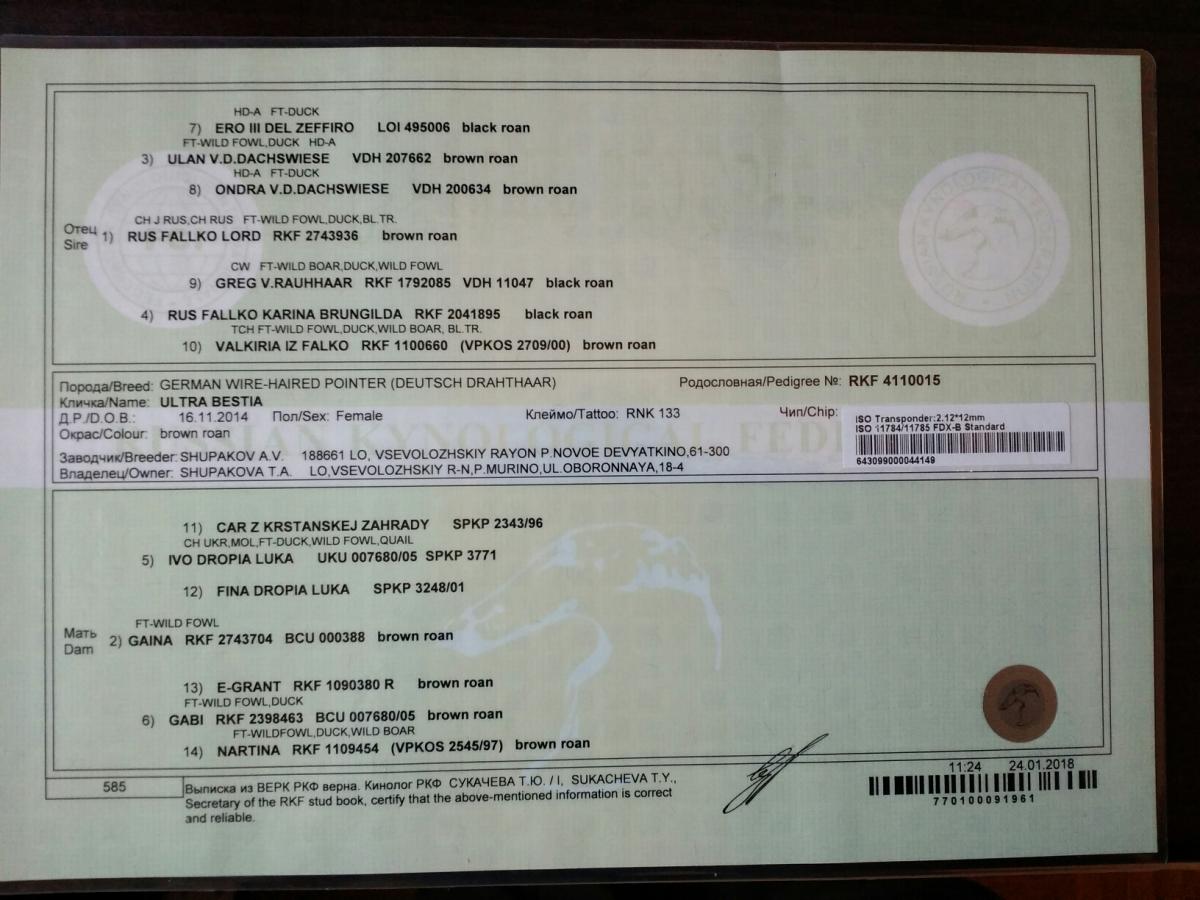 HD-A FT-DUCK
7) ERO III DEL ZEFFIRO LOI 495006 black roan
FT-WILD FOWL,DUCK HD-A
3) ULAN V.D.DACHSWIESE VDH 207662 brown roan
HD-A FT-DUCK
8) ONDRA V.D.DACHSWIESE VDH 200634 brown roan
CH J RUS,CH RUS FT-WILD FOWL,DUCK,BL.TR.
Отец
Sire
1) RUS FALLKO LORD RKF 2743936 brown roan
CW FT-WILD BOAR,DUCK,WILD FOWL
9) GREG V.RAUHHAAR RKF 1792085 VDH 11047 black roan
4) RUS FALLKO KARINA BRUNGILDA RKF 2041895 black roan
TCH FT-WILD FOWL,DUCK,WILD BOAR, BL.TR.
10) VALKIRIA IZ FALKO RKF 1100660 (VPKOS 2709/00) brown roan
Порода/Breed: GERMAN WIRE-HAIRED POINTER (DEUTSCH DRAHTHAAR) Родословная/Pedigree №: RKF 4110015
Кличка/Name: ULTRA BESTIA
Д.Р./D.O.B.: 16.11.2014 Пол/Sex: Female Клеймо/Tattoo: RNK 133 Чип/Chip:
ISO Transponder:2.12*12mm
ISO 11784/11785 FDX-B Standard
643099000044149
Окрас/Colour: brown roan
Заводчик/Breeder: SHUPAKOV A.V. 188661 LO, VSEVOLOZHSKIY RAYON P.NOVOE DEVYATKINO,61-300
Владелец/Owner: SHUPAKOVA T.A. LO,VSEVOLOZHSKIY R-N,P.MURINO,UL.OBORONNAYA,18-4
11) CAR Z KRSTANSKEJ ZAHRADY SPKP 2343/96
CH UKR,MOL,FT-DUCK,WILD FOWL,QUAIL
5) IVO DROPIA LUKA UKU 007680/05 SPKP 3771
12) FINA DROPIA LUKA SPKP 3248/01
FT-WILD FOWL
Мать
Dam
2) GAINA RKF 2743704 BCU 000388 brown roan
13) E-GRANT RKF 1090380 R brown roan
FT-WILD FOWL,DUCK
6) GABI RKF 2398463 BCU 007680/05 brown roan
FT-WILDFOWL,DUCK,WILD BOAR
14) NARTINA RKF 1109454 (VPKOS 2545/97) brown roan
585
Выписка из ВЕРК РКФ верна. Кинолог РКФ СУКАЧЕВА Т.Ю. / I, SUKACHEVA T.Y.,
Secretary of the RKF stud book, certify that the above-mentioned information is correct
and reliable.
11:24 24.01.2018
770100091961